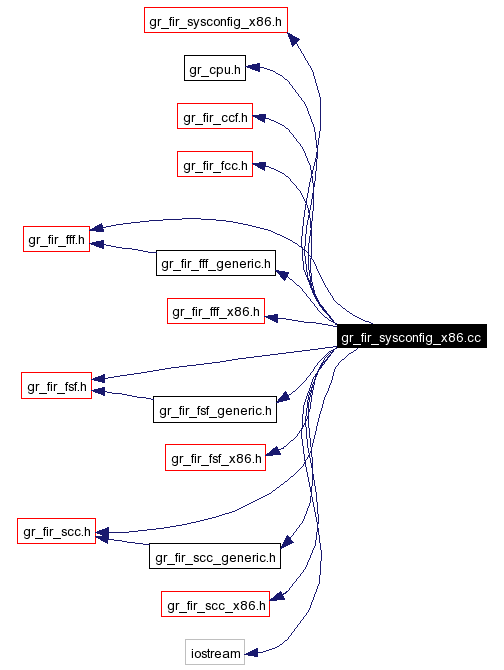 gr_fir_sysconfig_x86.h
gr_cpu.h
gr_fir_ccf.h
gr_fir_fcc.h
gr_fir_fff.h
gr_fir_fff_generic.h
gr_fir_fff_x86.h
gr_fir_sysconfig_x86.cc
gr_fir_fsf.h
gr_fir_fsf_generic.h
gr_fir_fsf_x86.h
gr_fir_scc.h
gr_fir_scc_generic.h
gr_fir_scc_x86.h
iostream